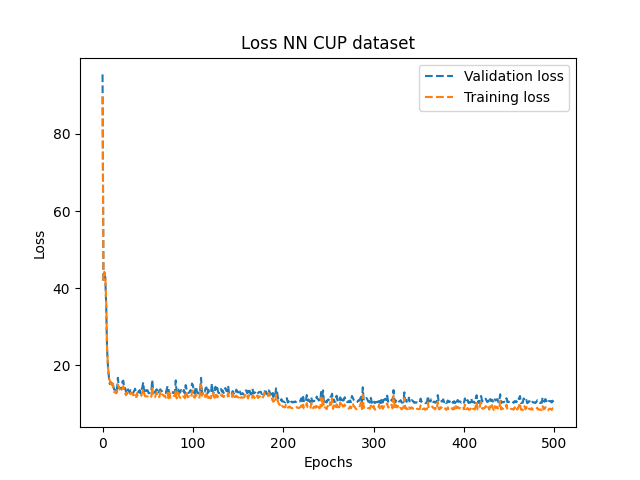 Loss NN CUP dataset
Validation loss
Training loss
80
60
40
20
Loss
0 100 200 300 400 500
Epochs